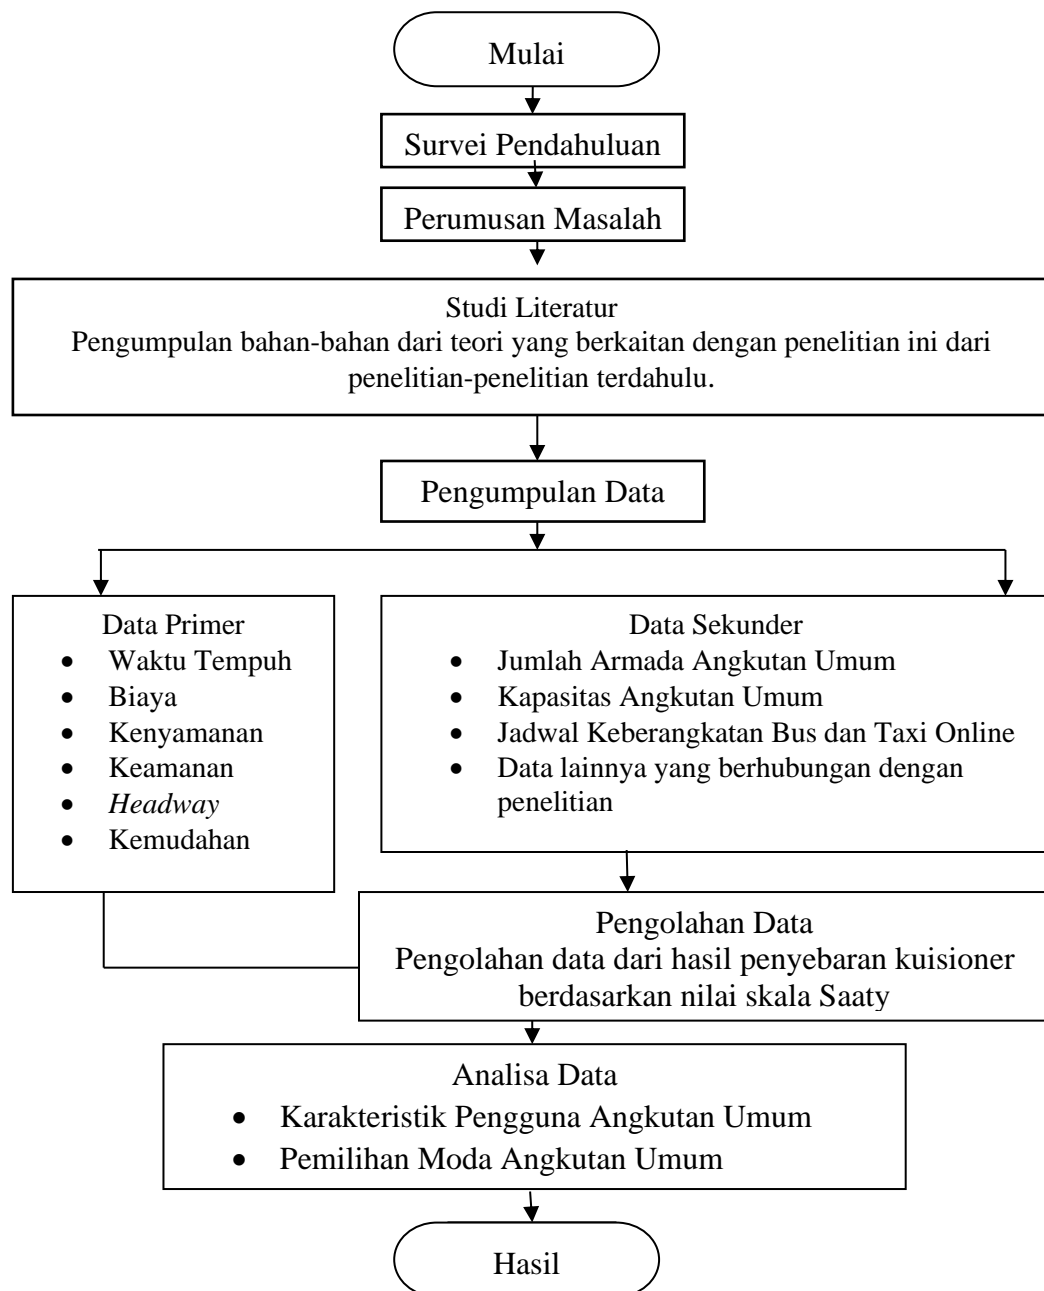 Mulai
Survei Pendahuluan
Perumusan Masalah
Studi Literatur
Pengumpulan bahan-bahan dari teori yang berkaitan dengan penelitian ini dari
penelitian-penelitian terdahulu.
Pengumpulan Data
Data Primer
• Waktu Tempuh
• Biaya
• Kenyamanan
• Keamanan
• Headway
• Kemudahan
Data Sekunder
• Jumlah Armada Angkutan Umum
• Kapasitas Angkutan Umum
• Jadwal Keberangkatan Bus dan Taxi Online
• Data lainnya yang berhubungan dengan
penelitian
Pengolahan Data
Pengolahan data dari hasil penyebaran kuisioner
berdasarkan nilai skala Saaty
Analisa Data
• Karakteristik Pengguna Angkutan Umum
• Pemilihan Moda Angkutan Umum
Hasil